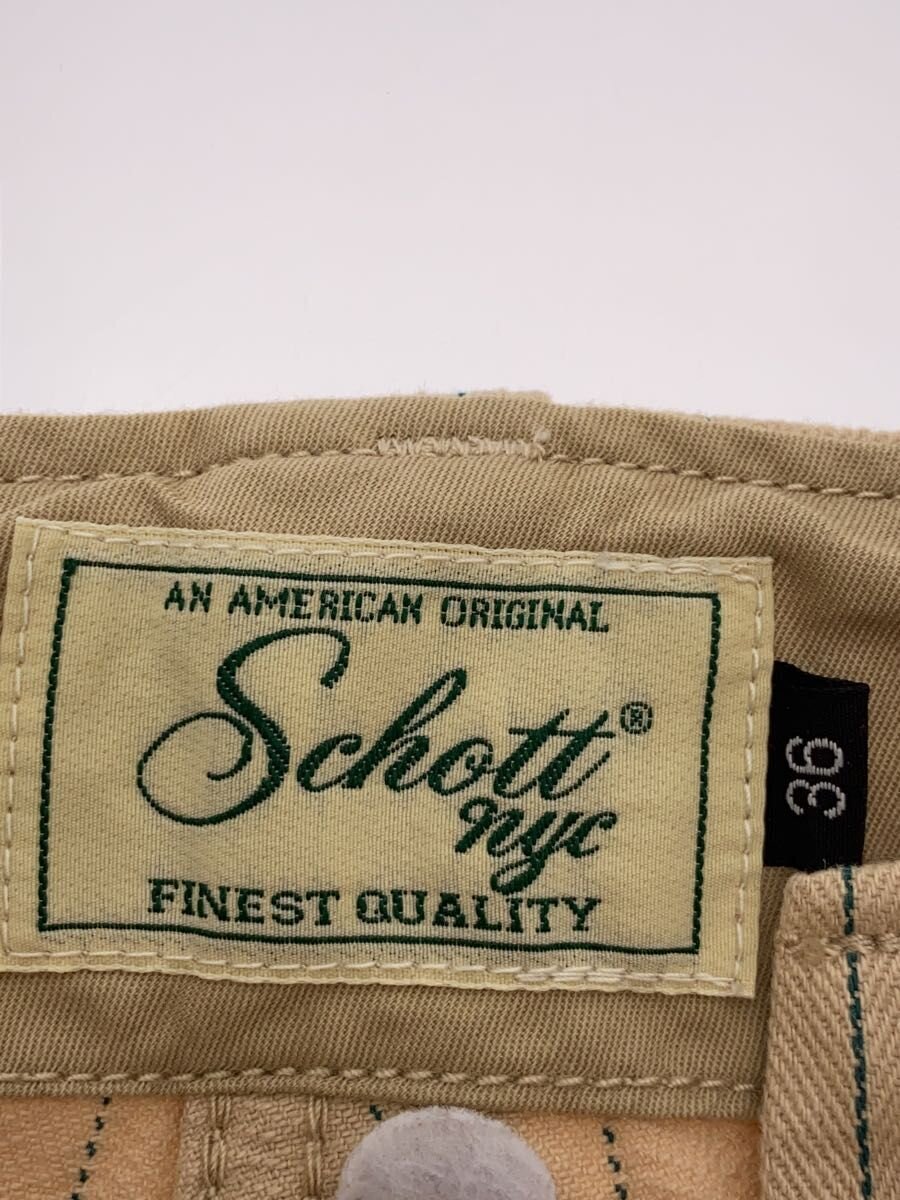 AN AMERICAN ORIGINAL
Schott®
nyc
FINEST QUALITY
36